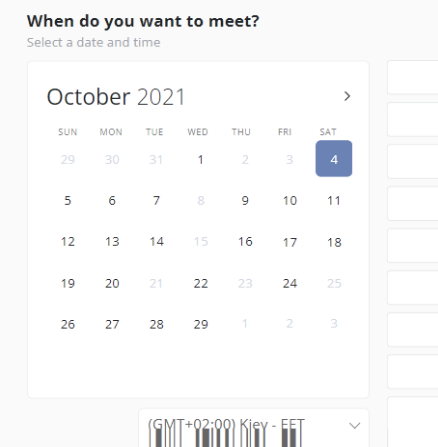 When do you want to meet?
Select a date and time
October 2021
SUN MON TUE WED THU FRI SAT
29 30 31 1 2 3 4
5 6 7 8 9 10 11
12 13 14 15 16 17 18
19 20 21 22 23 24 25
26 27 28 29 1 2 3
(GMT+02:00) Kiev - EET